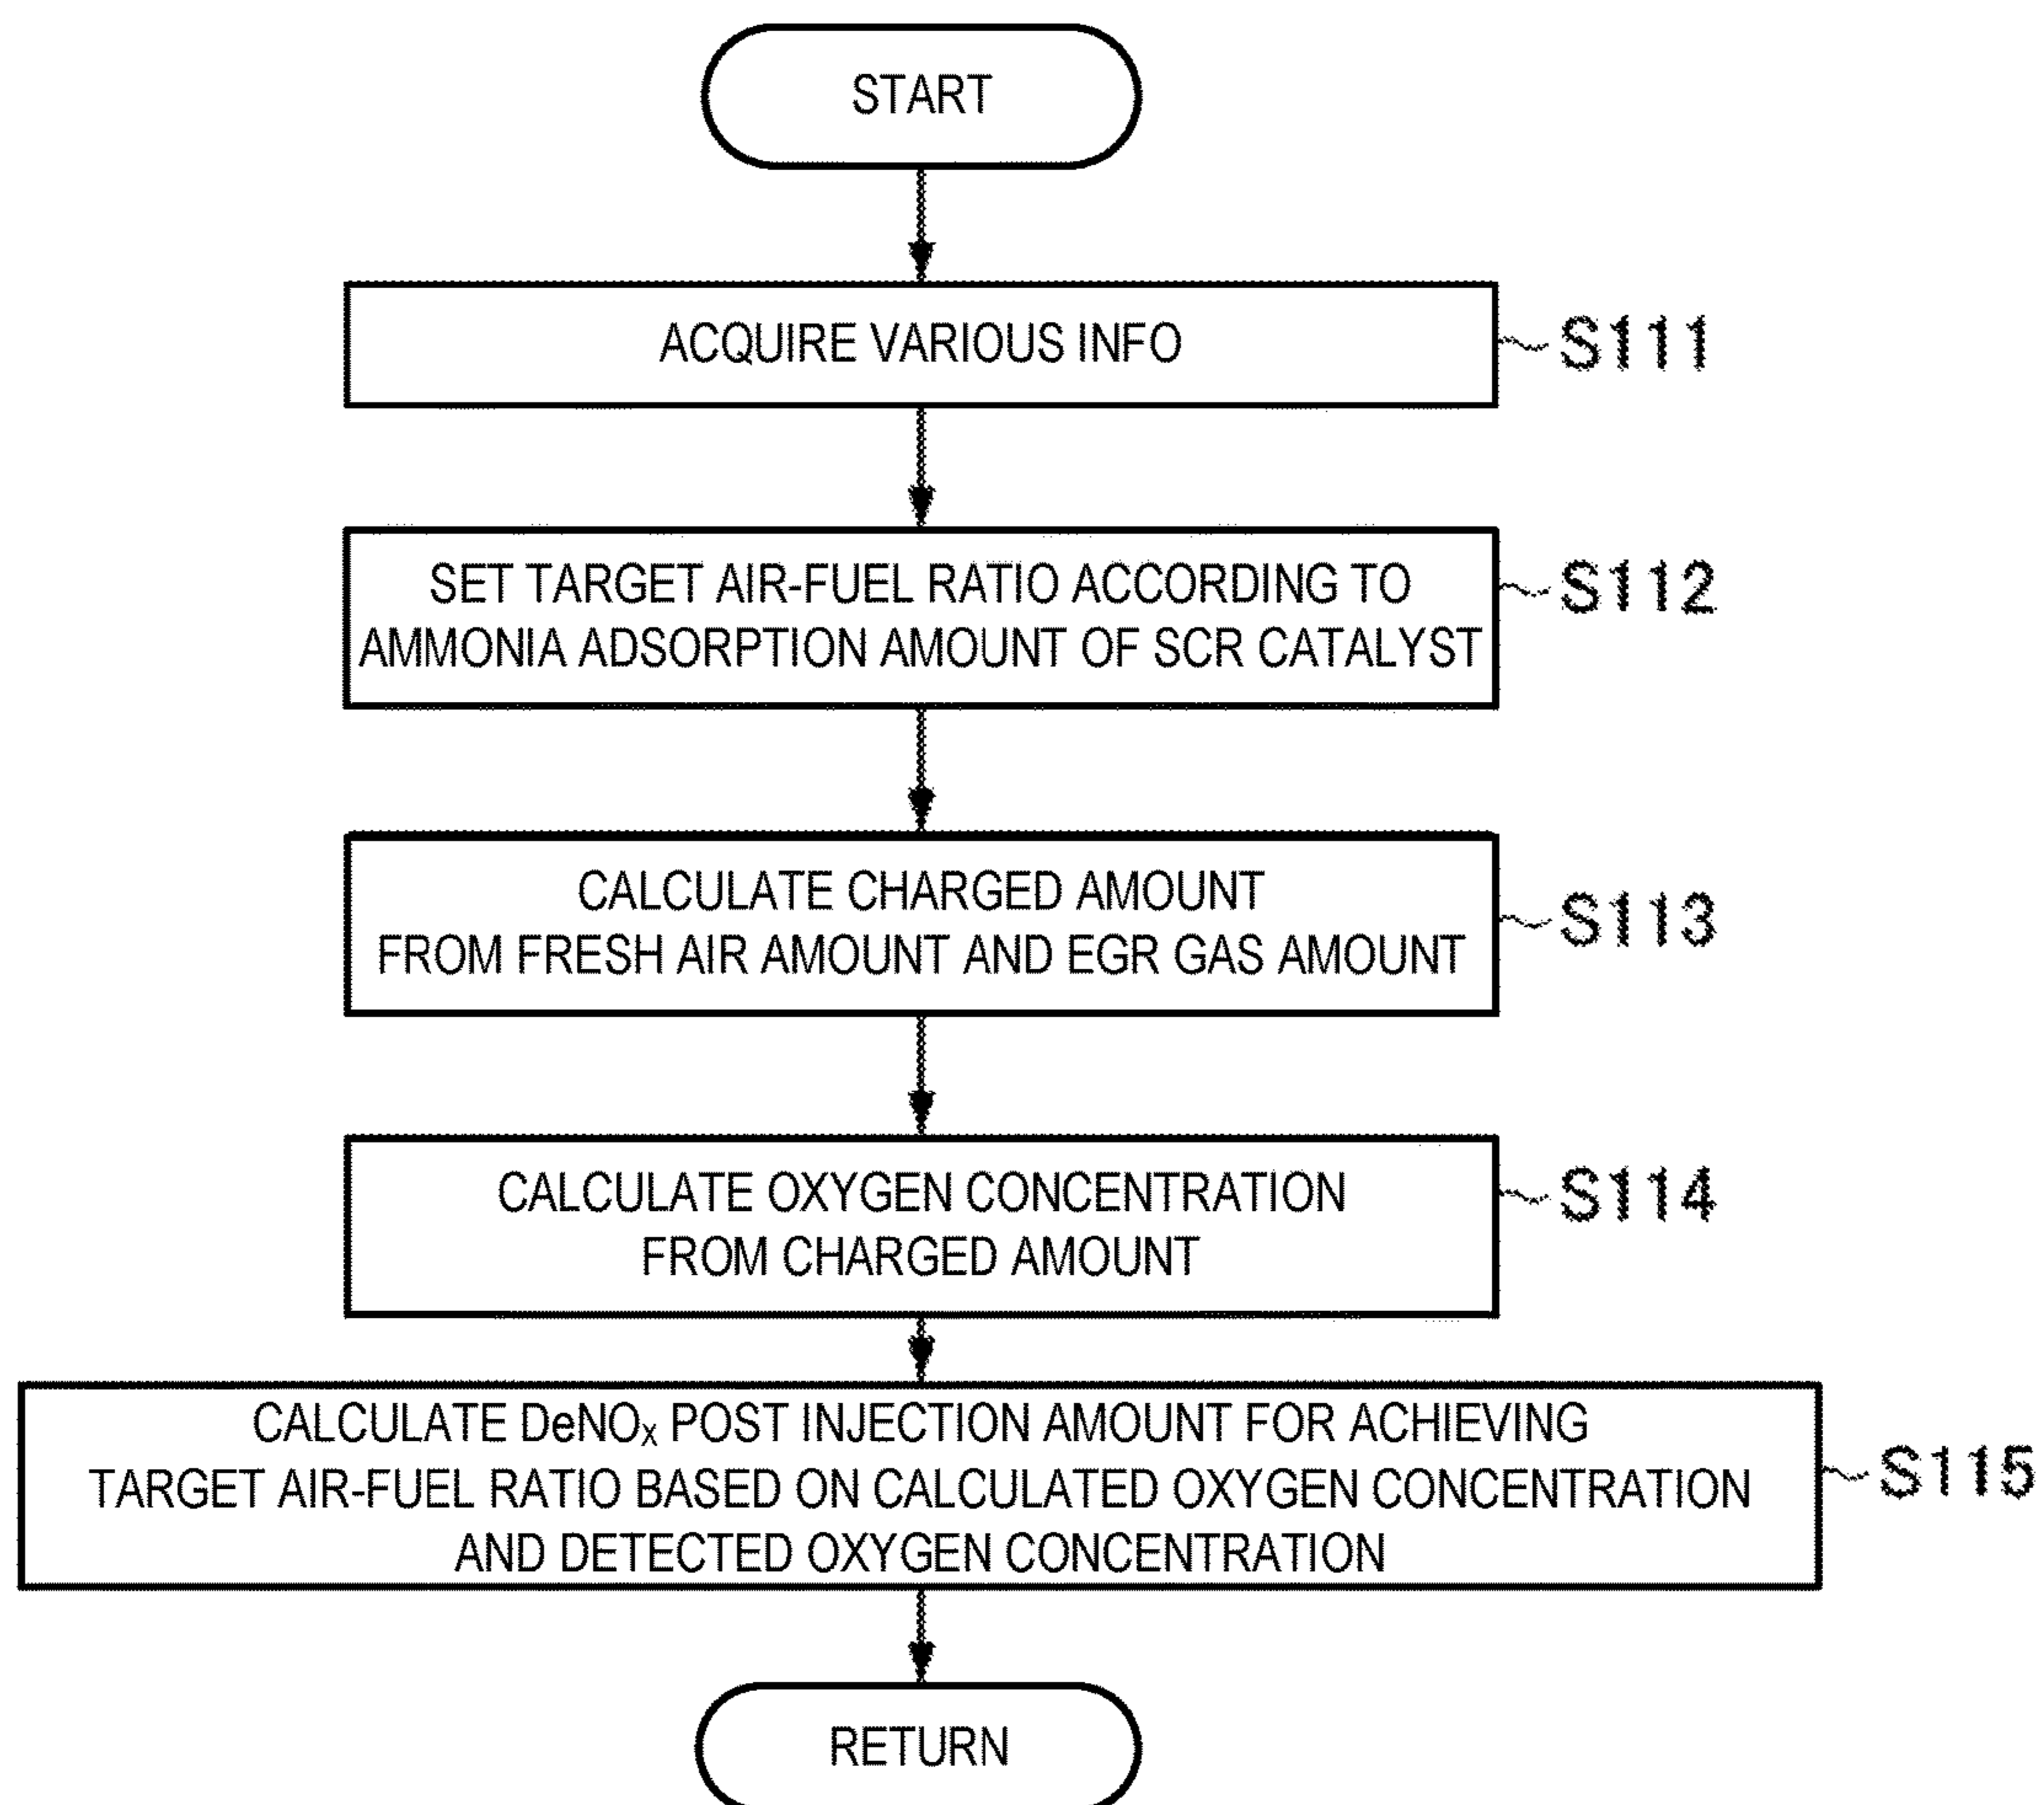 START
ACQUIRE VARIOUS INFO
S111
SET TARGET AIR-FUEL RATIO ACCORDING TO
AMMONIA ADSORPTION AMOUNT OF SCR CATALYST
S112
CALCULATE CHARGED AMOUNT
FROM FRESH AIR AMOUNT AND EGR GAS AMOUNT
S113
CALCULATE OXYGEN CONCENTRATION
FROM CHARGED AMOUNT
S114
CALCULATE DeNOₓ POST INJECTION AMOUNT FOR ACHIEVING
TARGET AIR-FUEL RATIO BASED ON CALCULATED OXYGEN CONCENTRATION
AND DETECTED OXYGEN CONCENTRATION
S115
RETURN